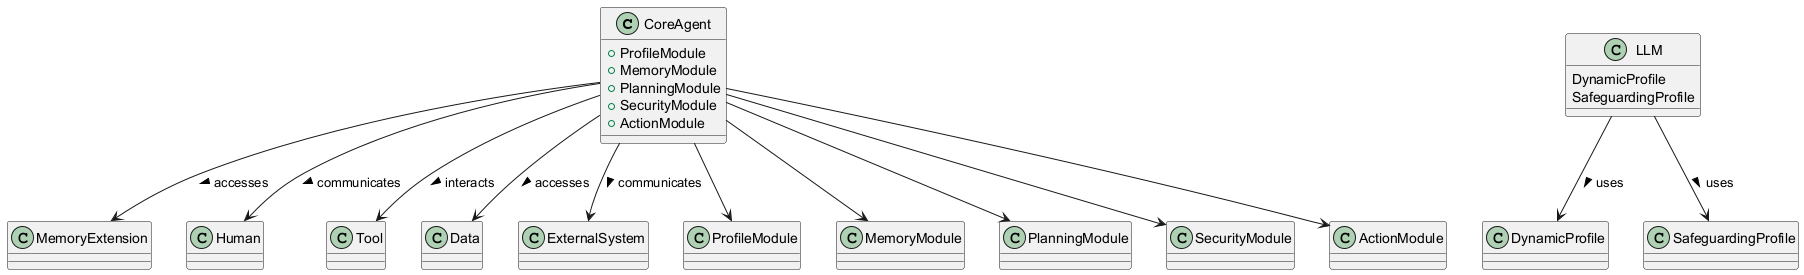 C CoreAgent
ProfileModule
MemoryModule
PlanningModule
SecurityModule
ActionModule
C LLM
DynamicProfile
SafeguardingProfile
accesses
communicates
interacts
accesses
communicates
uses
uses
C MemoryExtension
C Human
C Tool
C Data
C ExternalSystem
C ProfileModule
C MemoryModule
C PlanningModule
C SecurityModule
C ActionModule
C DynamicProfile
C SafeguardingProfile